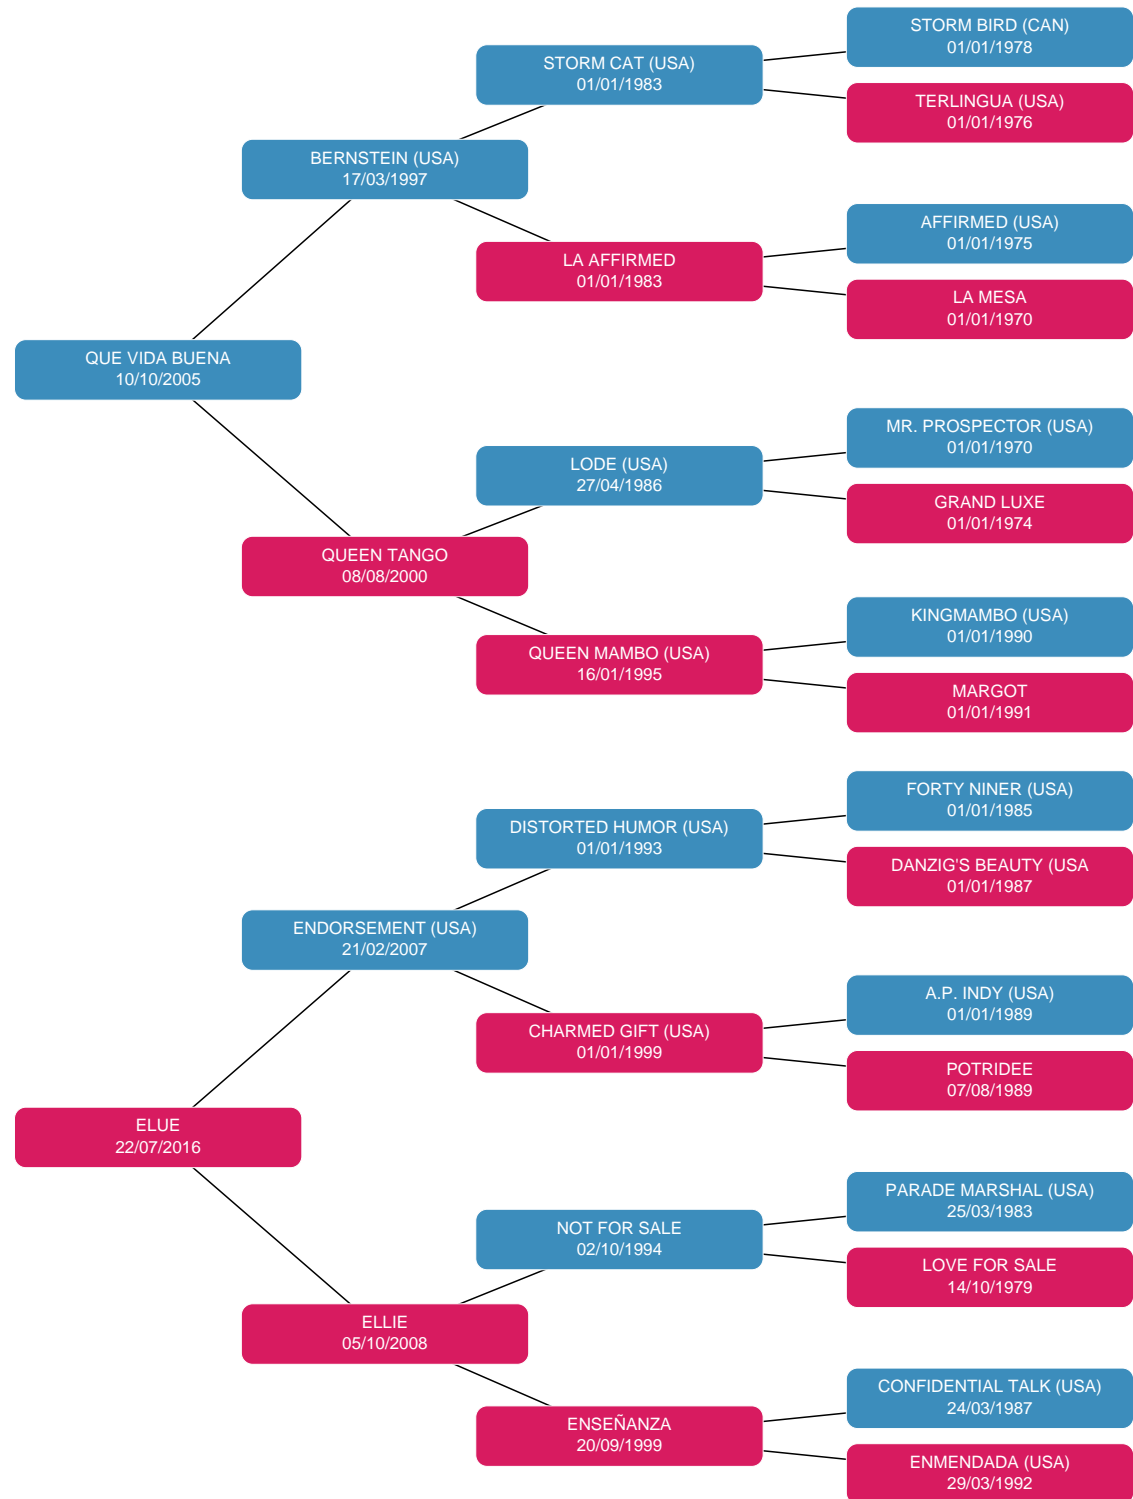 STORM BIRD (CAN)
01/01/1978
STORM CAT (USA)
01/01/1983
TERLINGUA (USA)
01/01/1976
BERNSTEIN (USA)
17/03/1997
AFFIRMED (USA)
01/01/1975
LA AFFIRMED
01/01/1983
LA MESA
01/01/1970
QUE VIDA BUENA
10/10/2005
MR. PROSPECTOR (USA)
01/01/1970
LODE (USA)
27/04/1986
GRAND LUXE
01/01/1974
QUEEN TANGO
08/08/2000
KINGMAMBO (USA)
01/01/1990
QUEEN MAMBO (USA)
16/01/1995
MARGOT
01/01/1991
FORTY NINER (USA)
01/01/1985
DISTORTED HUMOR (USA)
01/01/1993
DANZIG'S BEAUTY (USA
01/01/1987
ENDORSEMENT (USA)
21/02/2007
A.P. INDY (USA)
01/01/1989
CHARMED GIFT (USA)
01/01/1999
POTRIDEE
07/08/1989
ELUE
22/07/2016
PARADE MARSHAL (USA)
25/03/1983
NOT FOR SALE
02/10/1994
LOVE FOR SALE
14/10/1979
ELLIE
05/10/2008
CONFIDENTIAL TALK (USA)
24/03/1987
ENSEÑANZA
20/09/1999
ENMENDADA (USA)
29/03/1992